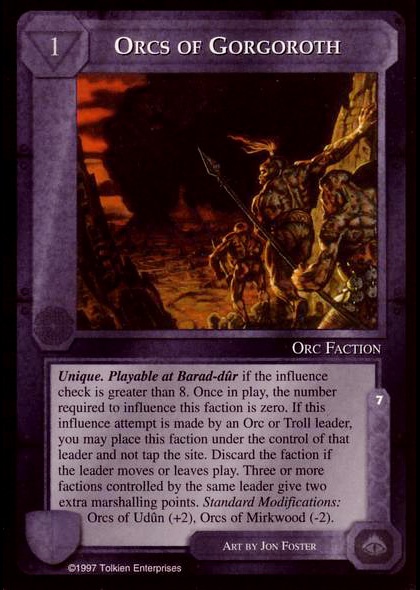 1
ORCS OF GORGOROTH
ORC FACTION
Unique. Playable at Barad-dûr if the influence
check is greater than 8. Once in play, the number
required to influence this faction is zero. If this
influence attempt is made by an Orc or Troll leader,
you may place this faction under the control of that
leader and not tap the site. Discard the faction if
the leader moves or leaves play. Three or more
factions controlled by the same leader give two
extra marshalling points. Standard Modifications:
Orcs of Udûn (+2), Orcs of Mirkwood (-2).
7
ART BY JON FOSTER
©1997 Tolkien Enterprises